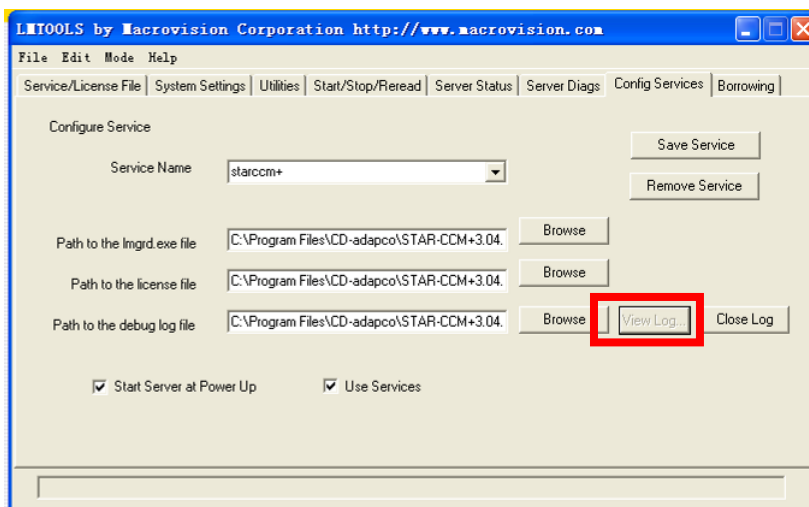 LMTOOLS by Macrovision Corporation http://www.macrovision.com
File Edit Mode Help
Service/License File System Settings Utilities Start/Stop/Reread Server Status Server Diags Config Services Borrowing
Configure Service
Save Service
Service Name starccm+
Remove Service
Path to the lmgrd.exe file C:\Program Files\CD-adapco\STAR-CCM+3.04. Browse
Path to the license file C:\Program Files\CD-adapco\STAR-CCM+3.04. Browse
Path to the debug log file C:\Program Files\CD-adapco\STAR-CCM+3.04. Browse View Log... Close Log
Start Server at Power Up Use Services